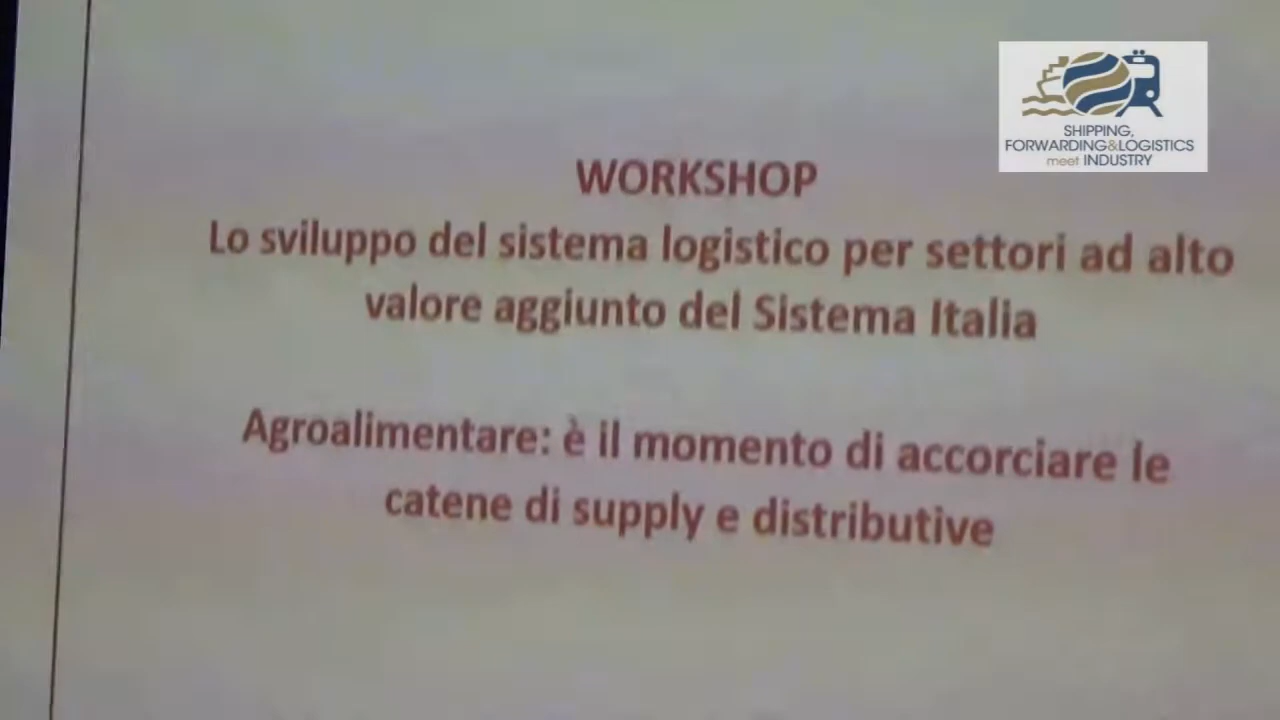 SHIPPING,
FORWARDING&LOGISTICS
meet INDUSTRY
WORKSHOP
Lo sviluppo del sistema logistico per settori ad alto
valore aggiunto del Sistema Italia
Agroalimentare: è il momento di accorciare le
catene di supply e distributive